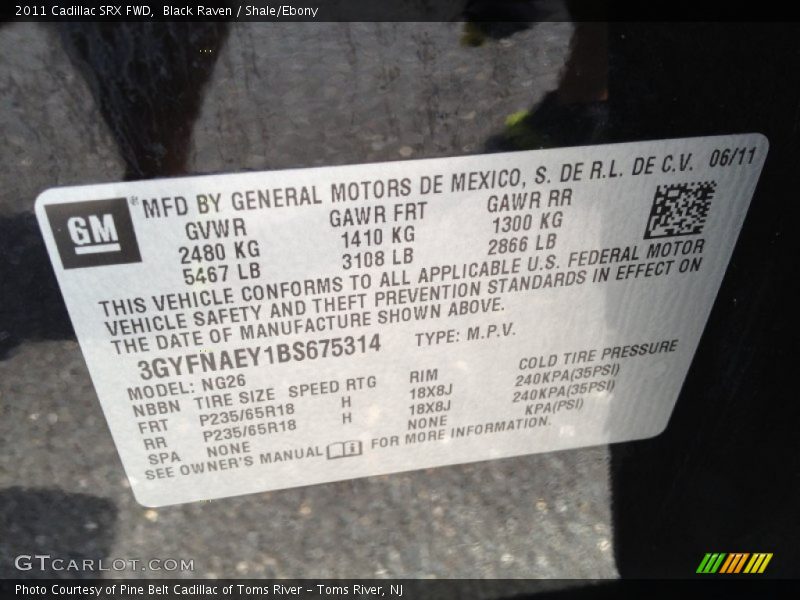 2011 Cadillac SRX FWD,  Black Raven / Shale/Ebony
GM ® MFD BY GENERAL MOTORS DE MEXICO, S. DE R.L. DE C.V. 06/11
GVWR GAWR FRT GAWR RR
2480 KG 1410 KG 1300 KG
5467 LB 3108 LB 2866 LB
THIS VEHICLE CONFORMS TO ALL APPLICABLE U.S. FEDERAL MOTOR
VEHICLE SAFETY AND THEFT PREVENTION STANDARDS IN EFFECT ON
THE DATE OF MANUFACTURE SHOWN ABOVE.
3GYFNAEY1BS675314 TYPE: M.P.V.
MODEL: NG26
NBBN TIRE SIZE SPEED RTG RIM COLD TIRE PRESSURE
FRT P235/65R18 H 18X8J 240KPA(35PSI)
RR P235/65R18 H 18X8J 240KPA(35PSI)
SPA NONE NONE KPA(PSI)
SEE OWNER'S MANUAL FOR MORE INFORMATION.
GTCARLOT.COM
Photo Courtesy of Pine Belt Cadillac of Toms River – Toms River, NJ